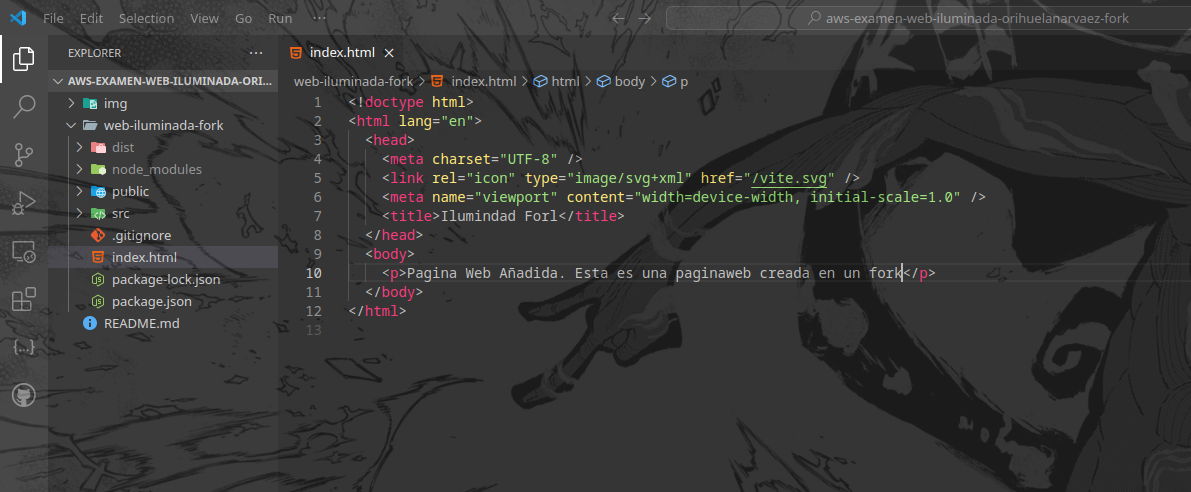 File Edit Selection View Go Run ···
aws-examen-web-iluminada-orihuelanarvaez-fork
EXPLORER ···
index.html
AWS-EXAMEN-WEB-ILUMINADA-ORI...
img
web-iluminada-fork
dist
node_modules
public
src
.gitignore
index.html
package-lock.json
package.json
README.md
web-iluminada-fork > index.html > html > body > p
1 <!doctype html>
2 <html lang="en">
3 <head>
4 <meta charset="UTF-8" />
5 <link rel="icon" type="image/svg+xml" href="/vite.svg" />
6 <meta name="viewport" content="width=device-width, initial-scale=1.0" />
7 <title>Ilumindad Forl</title>
8 </head>
9 <body>
10 <p>Pagina Web Añadida. Esta es una paginaweb creada en un fork</p>
11 </body>
12 </html>
13